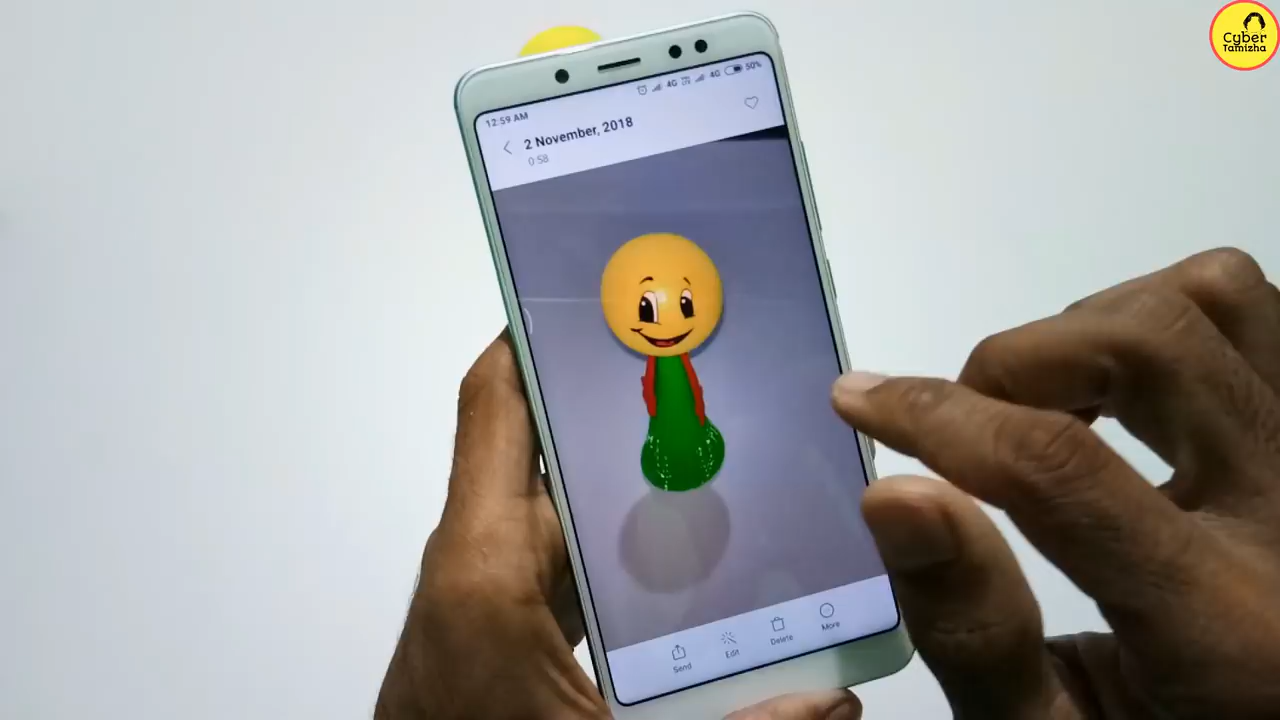 Cyber
Tamizha
12:59 AM
4G
4G
50%
2 November, 2018
0:58
Send
Edit
Delete
More